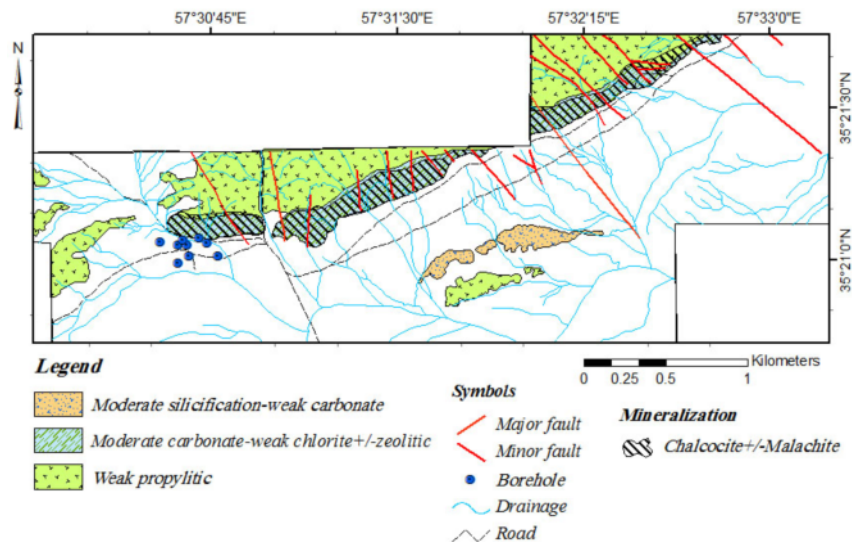 57°30'45"E 57°31'30"E 57°32'15"E 57°33'0"E
N
35°21'30"N
35°21'0"N
Legend
Moderate silicification-weak carbonate
Moderate carbonate-weak chlorite+/-zeolitic
Weak propylitic
Symbols
Major fault
Minor fault
Borehole
Drainage
Road
Kilometers
0 0.25 0.5 1
Mineralization
Chalcocite+/-Malachite